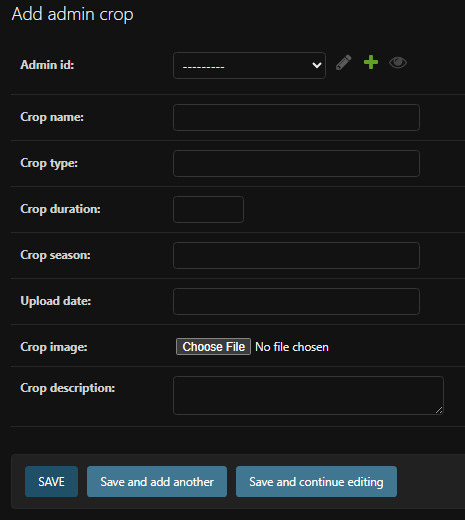 Add admin crop
Admin id: ---------
Crop name:
Crop type:
Crop duration:
Crop season:
Upload date:
Crop image: Choose File No file chosen
Crop description:
SAVE Save and add another Save and continue editing